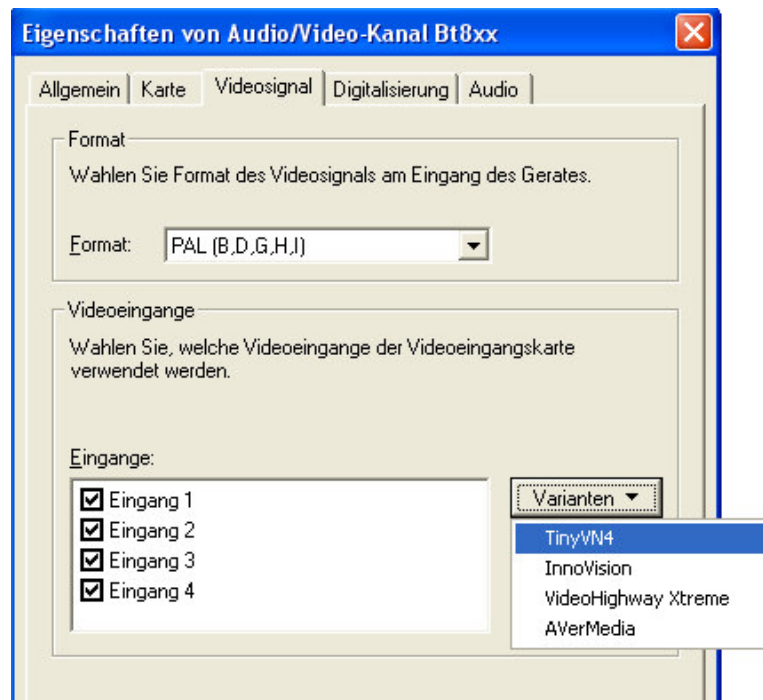 Eigenschaften von Audio/Video-Kanal Bt8xx
Allgemein Karte Videosignal Digitalisierung Audio
Format
Wahlen Sie Format des Videosignals am Eingang des Gerates.
Format: PAL (B,D,G,H,I)
Videoeingange
Wahlen Sie, welche Videoeingange der Videoeingangskarte
verwendet werden.
Eingange:
Eingang 1
Eingang 2
Eingang 3
Eingang 4
Varianten
TinyVN4
InnoVision
VideoHighway Xtreme
AVerMedia